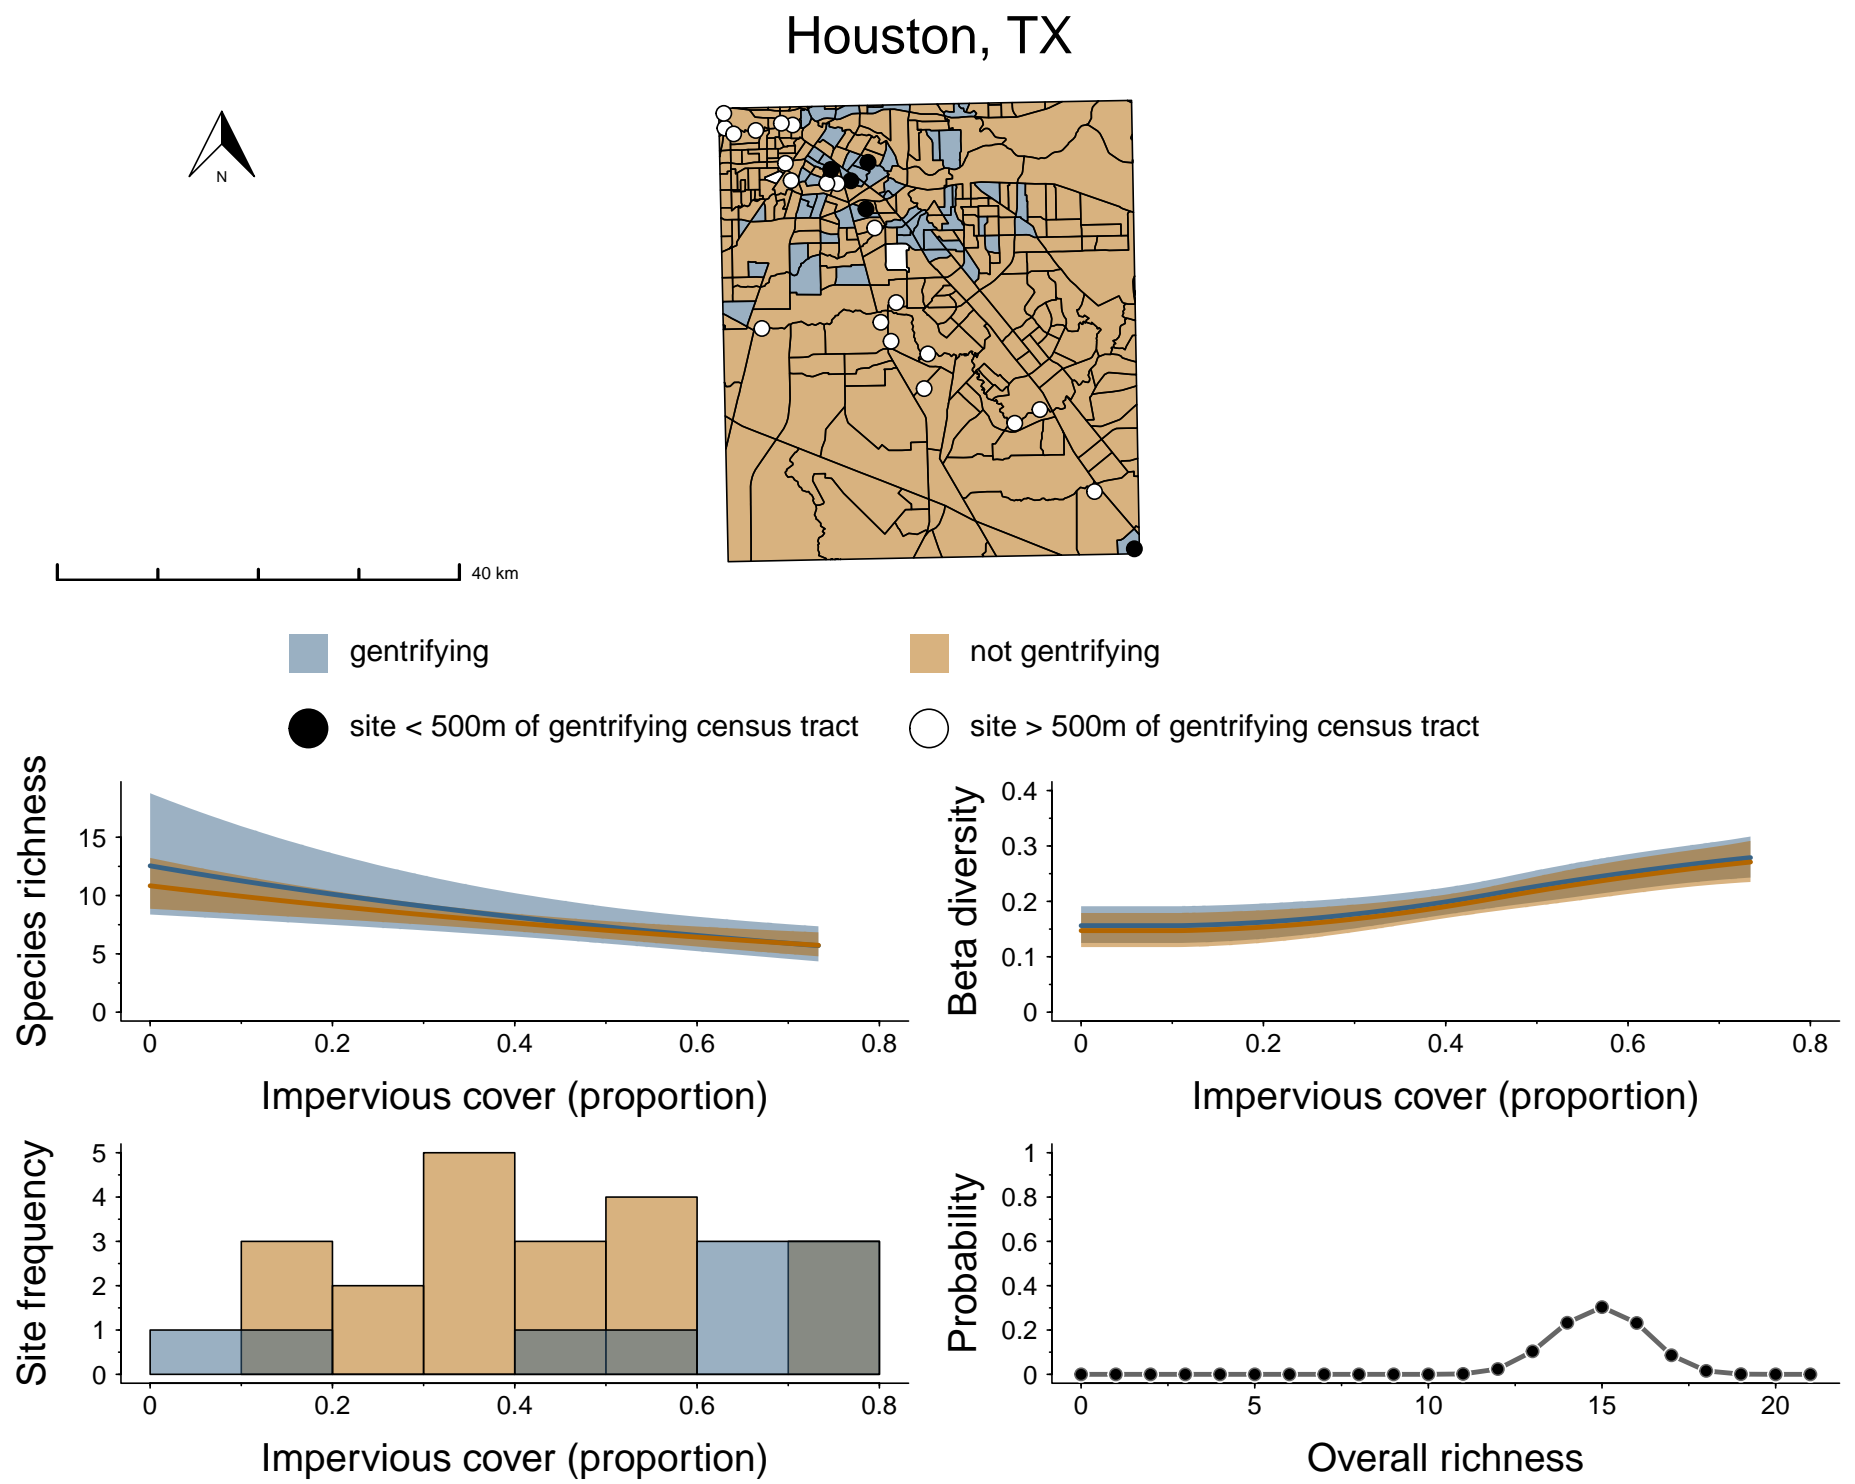 Houston, TX
N
40 km
gentrifying
not gentrifying
site < 500m of gentrifying census tract
site > 500m of gentrifying census tract
Species richness
15
10
5
0
0 0.2 0.4 0.6 0.8
Impervious cover (proportion)
Beta diversity
0.4
0.3
0.2
0.1
0
0 0.2 0.4 0.6 0.8
Impervious cover (proportion)
Site frequency
5
4
3
2
1
0
0 0.2 0.4 0.6 0.8
Impervious cover (proportion)
Probability
1
0.8
0.6
0.4
0.2
0
0 5 10 15 20
Overall richness